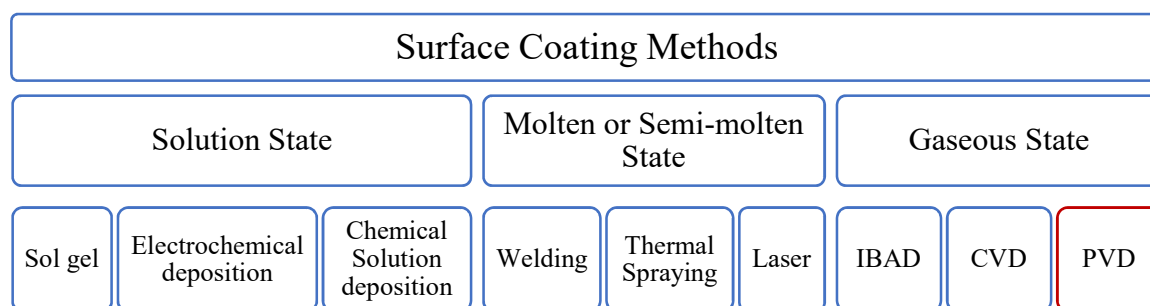 Surface Coating Methods
Solution State
Molten or Semi-molten
State
Gaseous State
Sol gel
Electrochemical
deposition
Chemical
Solution
deposition
Welding
Thermal
Spraying
Laser
IBAD
CVD
PVD